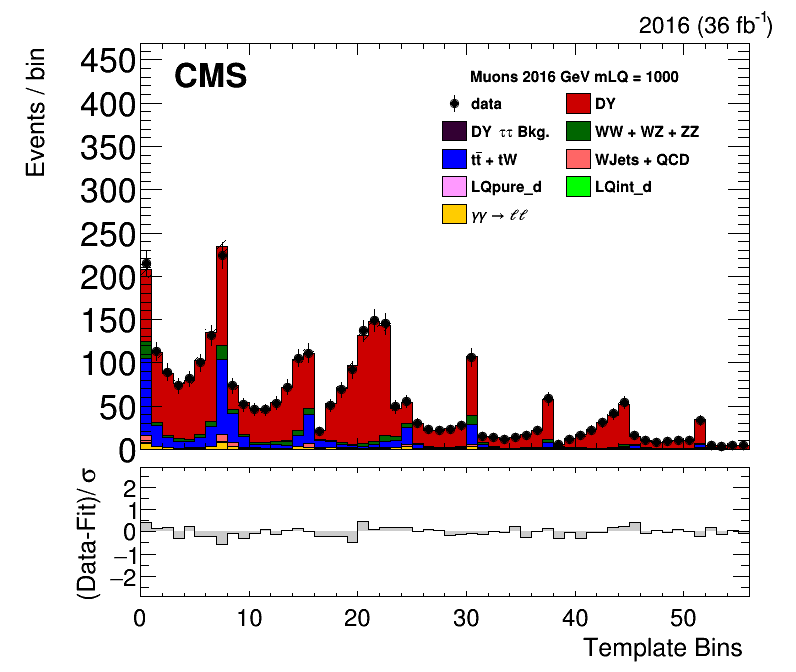 2016 (36 fb-1)
CMS
Muons 2016 GeV mLQ = 1000
data
DY
DY ττ Bkg.
WW + WZ + ZZ
tt̄ + tW
WJets + QCD
LQpure_d
LQint_d
γγ → ℓℓ
Events / bin
450
400
350
300
250
200
150
100
50
0
(Data-Fit)/ σ
2
1
0
−1
−2
0 10 20 30 40 50
Template Bins